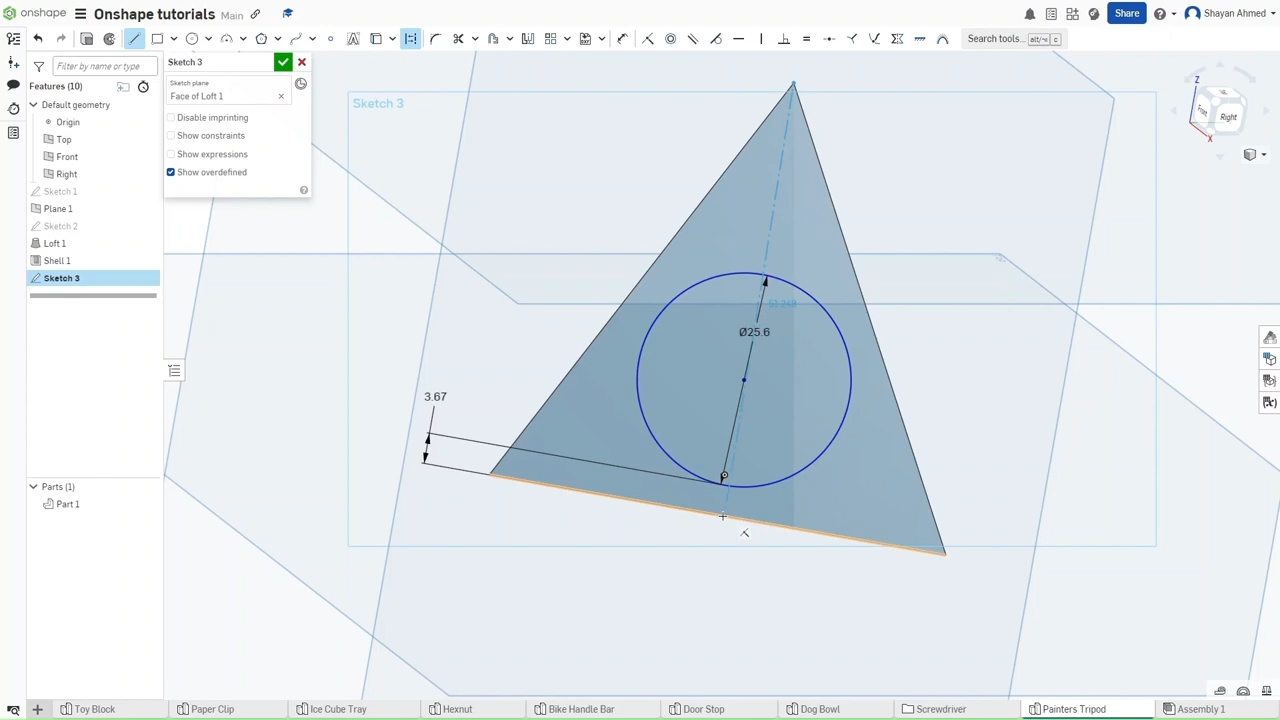 onshape
Onshape tutorials
Main
Share
Shayan Ahmed
Search tools...
alt/⌥
c
Filter by name or type
Features (10)
Default geometry
Origin
Top
Front
Right
Sketch 1
Plane 1
Sketch 2
Loft 1
Shell 1
Sketch 3
Parts (1)
Part 1
Sketch 3
Sketch plane
Face of Loft 1
Disable imprinting
Show constraints
Show expressions
Show overdefined
Sketch 3
Ø25.6
3.67
Z
Front
Right
X
Toy Block
Paper Clip
Ice Cube Tray
Hexnut
Bike Handle Bar
Door Stop
Dog Bowl
Screwdriver
Painters Tripod
Assembly 1